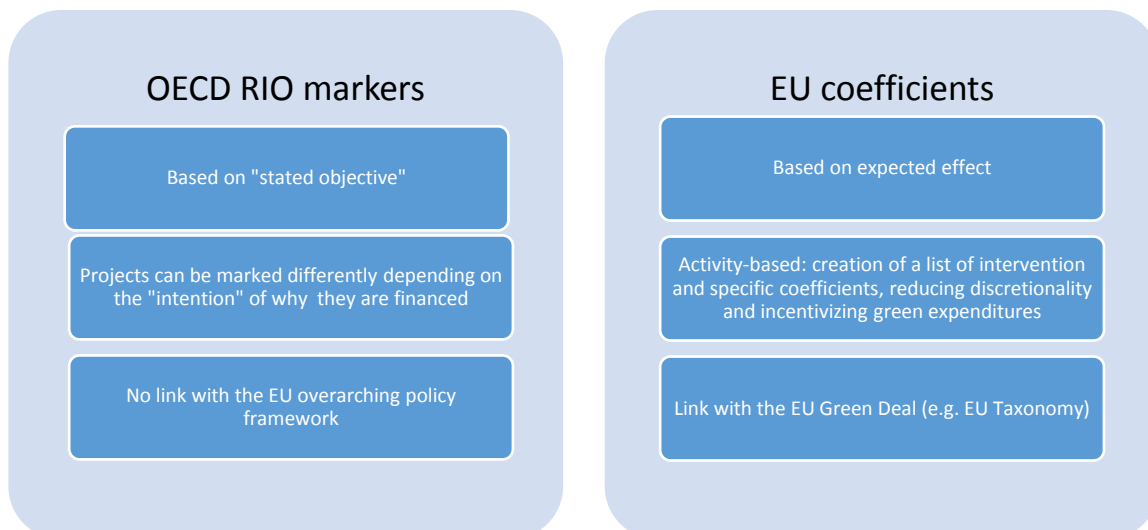 OECD RIO markers
Based on "stated objective"
Projects can be marked differently depending on
the "intention" of why  they are financed
No link with the EU overarching policy
framework
EU coefficients
Based on expected effect
Activity-based: creation of a list of intervention
and specific coefficients, reducing discretionality
and incentivizing green expenditures
Link with the EU Green Deal (e.g. EU Taxonomy)